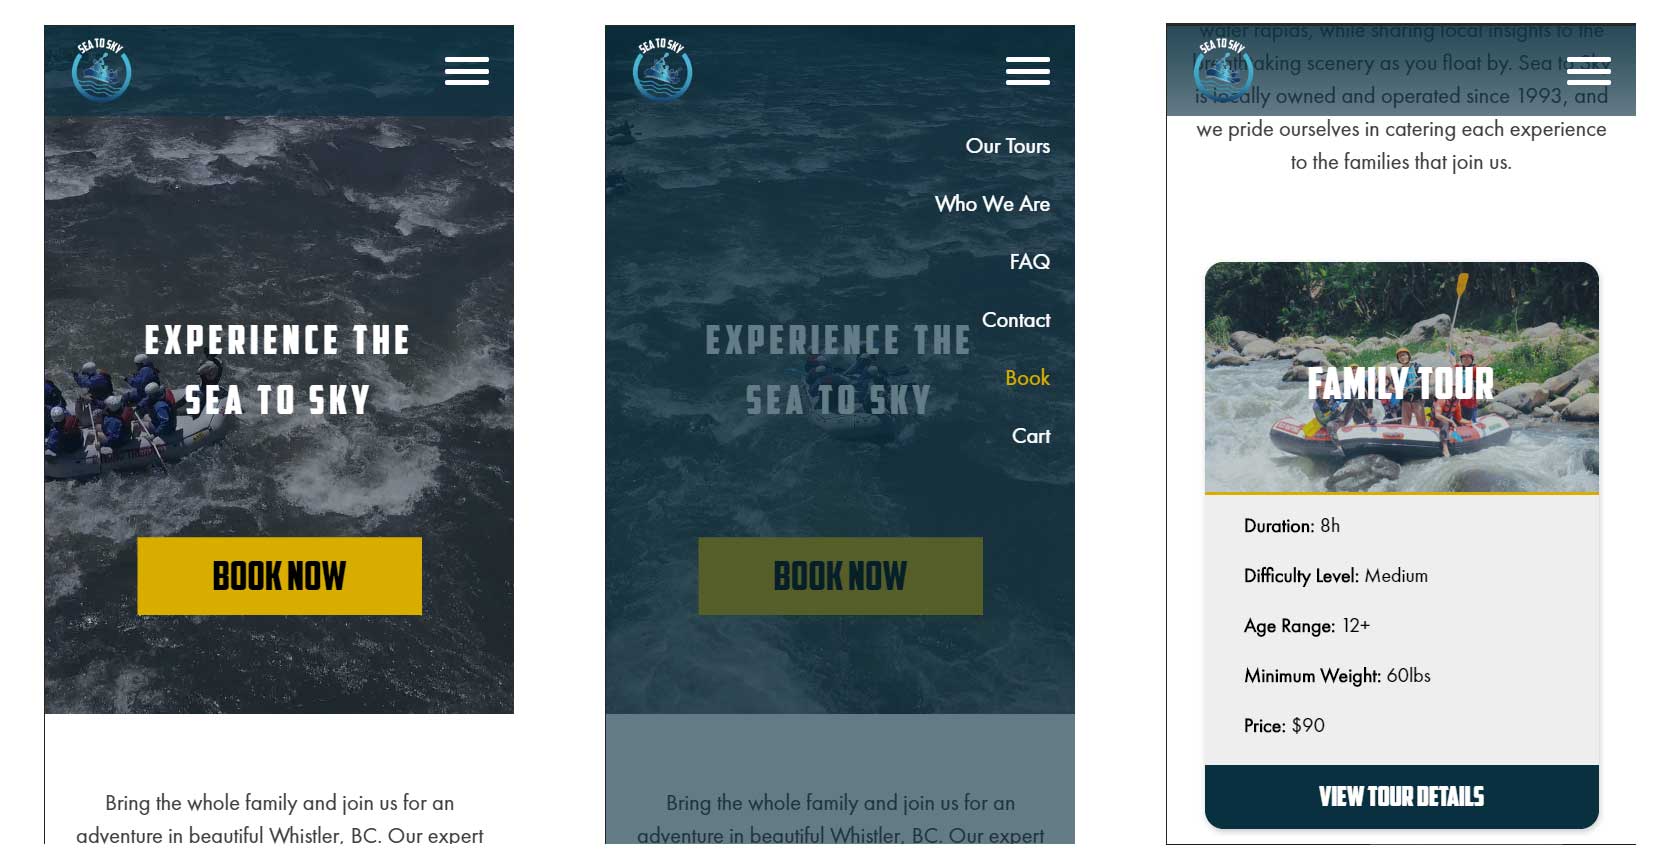 SEA TO SKY
EXPERIENCE THE
SEA TO SKY
BOOK NOW
Bring the whole family and join us for an
adventure in beautiful Whistler, BC. Our expert
SEA TO SKY
Our Tours
Who We Are
FAQ
Contact
Book
Cart
EXPERIENCE THE
SEA TO SKY
BOOK NOW
Bring the whole family and join us for an
adventure in beautiful Whistler, BC. Our expert
water rapids, while sharing local insights to the
SEA TO SKY
breathtaking scenery as you float by. Sea to Sky
is locally owned and operated since 1993, and
we pride ourselves in catering each experience
to the families that join us.
FAMILY TOUR
Duration: 8h
Difficulty Level: Medium
Age Range: 12+
Minimum Weight: 60lbs
Price: $90
VIEW TOUR DETAILS